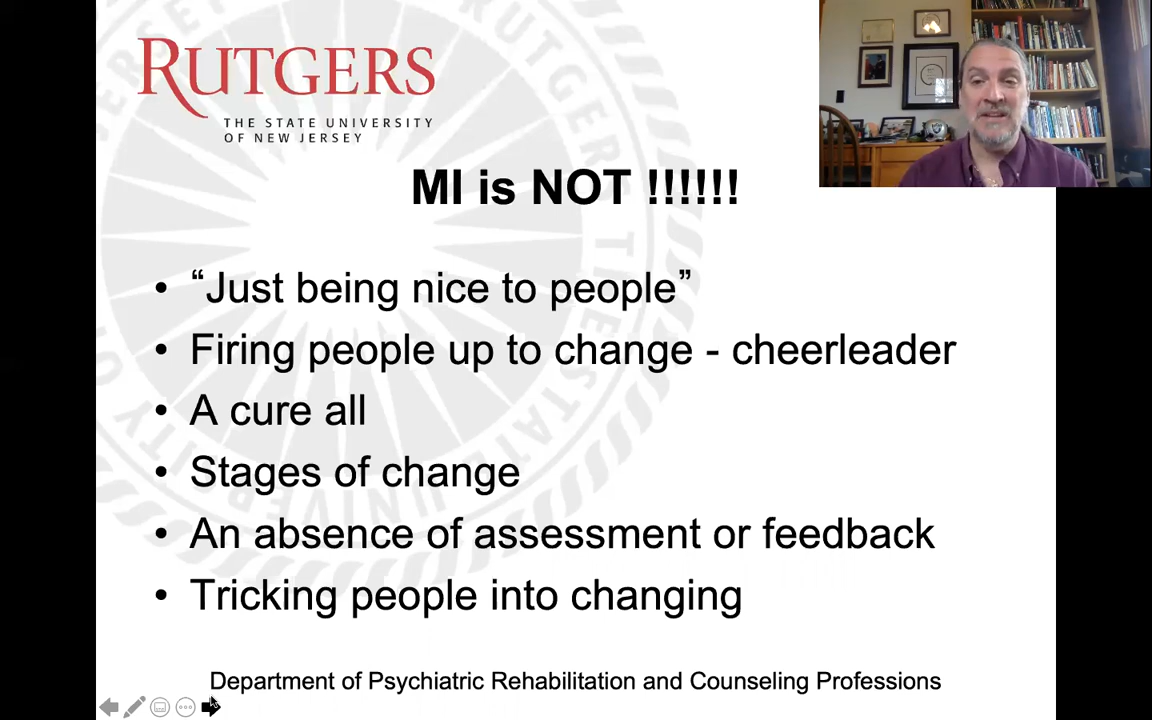 RUTGERS
THE STATE UNIVERSITY
OF NEW JERSEY
MI is NOT !!!!!!
• “Just being nice to people”
• Firing people up to change - cheerleader
• A cure all
• Stages of change
• An absence of assessment or feedback
• Tricking people into changing
Department of Psychiatric Rehabilitation and Counseling Professions